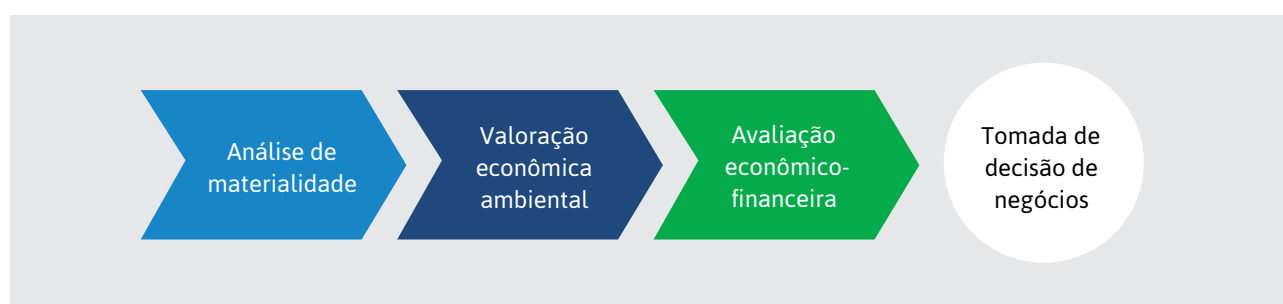 Análise de
materialidade
Valoração
econômica
ambiental
Avaliação
econômico-
financeira
Tomada de
decisão de
negócios